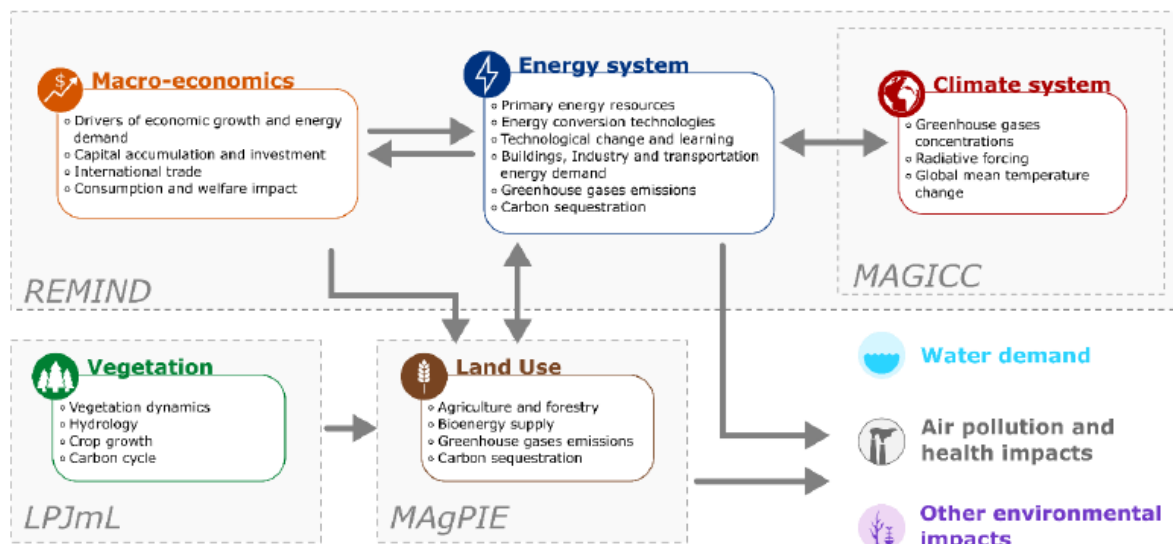 Macro-economics
◦ Drivers of economic growth and energy
demand
◦ Capital accumulation and investment
◦ International trade
◦ Consumption and welfare impact
Energy system
◦ Primary energy resources
◦ Energy conversion technologies
◦ Technological change and learning
◦ Buildings, Industry and transportation
energy demand
◦ Greenhouse gases emissions
◦ Carbon sequestration
Climate system
◦ Greenhouse gases
concentrations
◦ Radiative forcing
◦ Global mean temperature
change
REMIND
MAGICC
Vegetation
◦ Vegetation dynamics
◦ Hydrology
◦ Crop growth
◦ Carbon cycle
LPJmL
Land Use
◦ Agriculture and forestry
◦ Bioenergy supply
◦ Greenhouse gases emissions
◦ Carbon sequestration
MAgPIE
Water demand
Air pollution and
health impacts
Other environmental
impacts